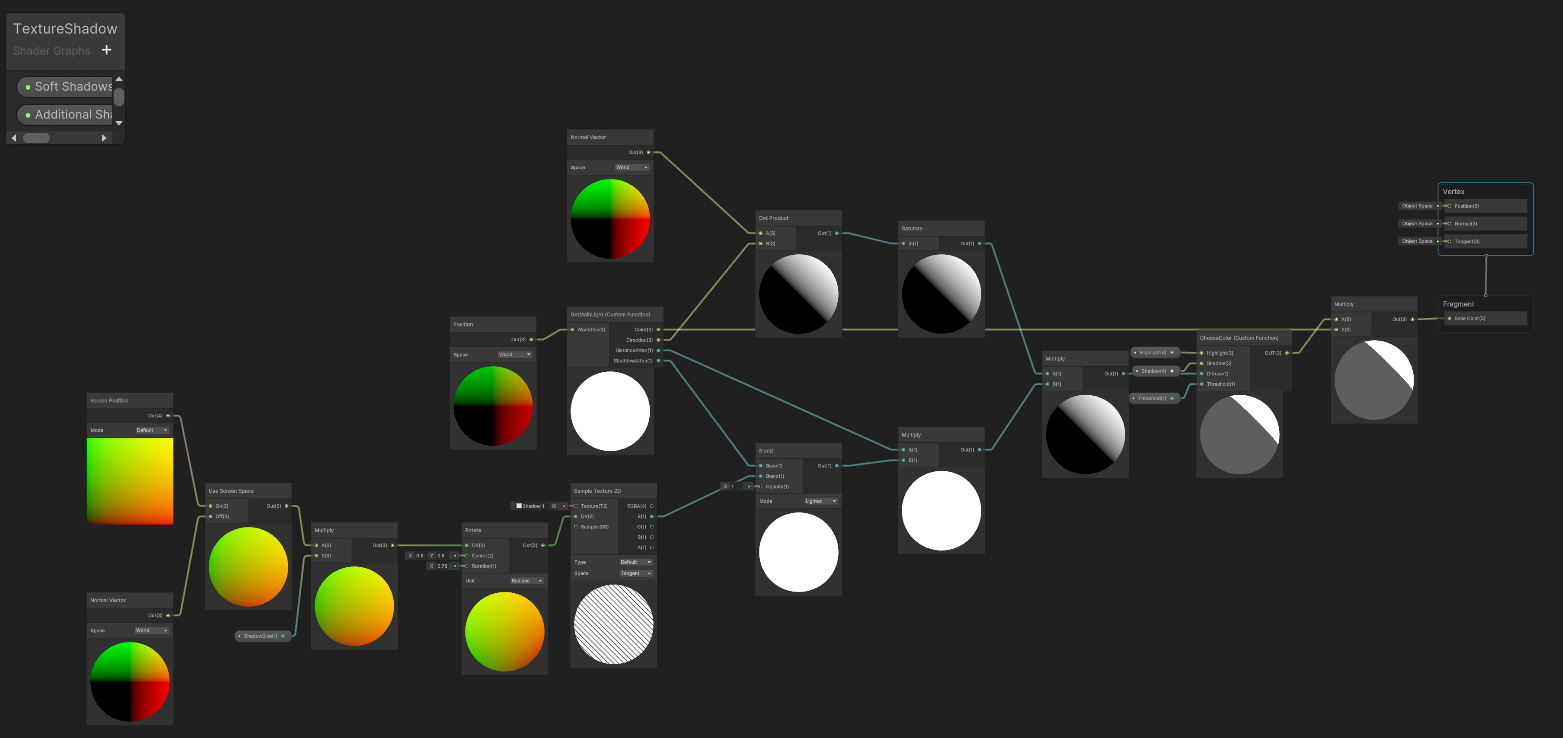 TextureShadow
Shader Graphs +
Soft Shadows
Additional Sha
Normal Vector
Out(3)
Space World
Dot Product
A(3) Out(1)
B(3)
Saturate
In(1) Out(1)
Vertex
Object Space Position(3)
Object Space Normal(3)
Object Space Tangent(3)
Fragment
Base Color(3)
Multiply
A(3) Out(3)
B(3)
Position
Out(3)
Space World
GetMainLight (Custom Function)
WorldPos(3) Color(3)
Direction(3)
DistanceAtten(1)
ShadowAtten(1)
Multiply
A(1) Out(1)
B(1)
Highlight(4)
Shadow(4)
Threshold(1)
ChooseColor (Custom Function)
Highlight(3) OUT(3)
Shadow(3)
Diffuse(1)
Threshold(1)
Screen Position
Out(4)
Mode Default
Multiply
A(1) Out(1)
B(1)
Blend
Base(1) Out(1)
Blend(1)
X 1 Opacity(1)
Mode Lighten
Use Screen Space
On(3) Out(3)
Off(3)
Multiply
A(3) Out(3)
B(3)
ShadowSize(1)
Rotate
UV(2) Out(2)
X 0.5 Y 0.5 Center(2)
Rotation(1)
Unit Radians
Sample Texture 2D
Texture(T2) RGBA(4)
UV(2) R(1)
Sampler(SS) G(1)
B(1)
A(1)
Type Default
Space Tangent
Normal Vector
Out(3)
Space World